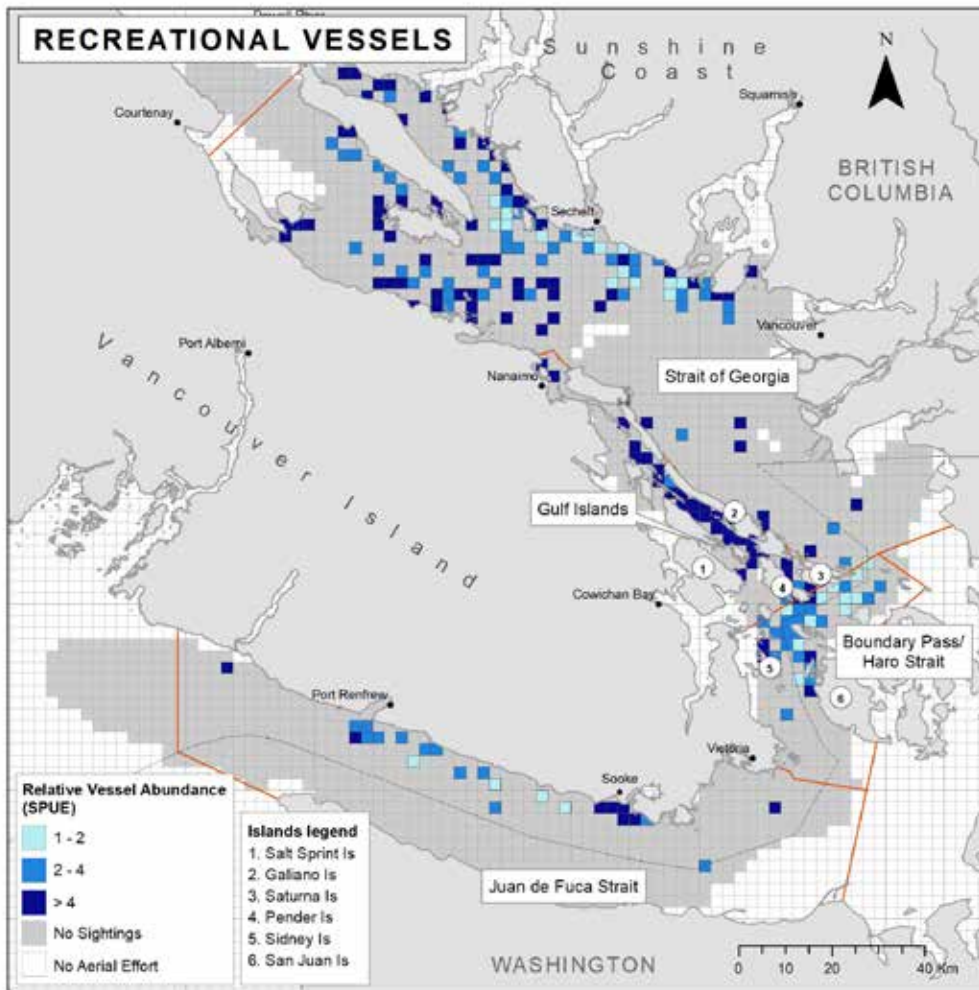 RECREATIONAL VESSELS
Sunshine
Coast
N
Squamish
Courtenay
BRITISH
COLUMBIA
Sechelt
Vancouver
Port Alberni
Strait of Georgia
Nanaimo
Vancouver Island
Gulf Islands
2
1
3
4
Cowichan Bay
Boundary Pass/
Haro Strait
5
6
Port Renfrew
Victoria
Sooke
Relative Vessel Abundance
(SPUE)
1 - 2
2 - 4
> 4
No Sightings
No Aerial Effort
Islands legend
1. Salt Sprint Is
2. Galiano Is
3. Saturna Is
4. Pender Is
5. Sidney Is
6. San Juan Is
Juan de Fuca Strait
WASHINGTON
0 10 20 40 Km